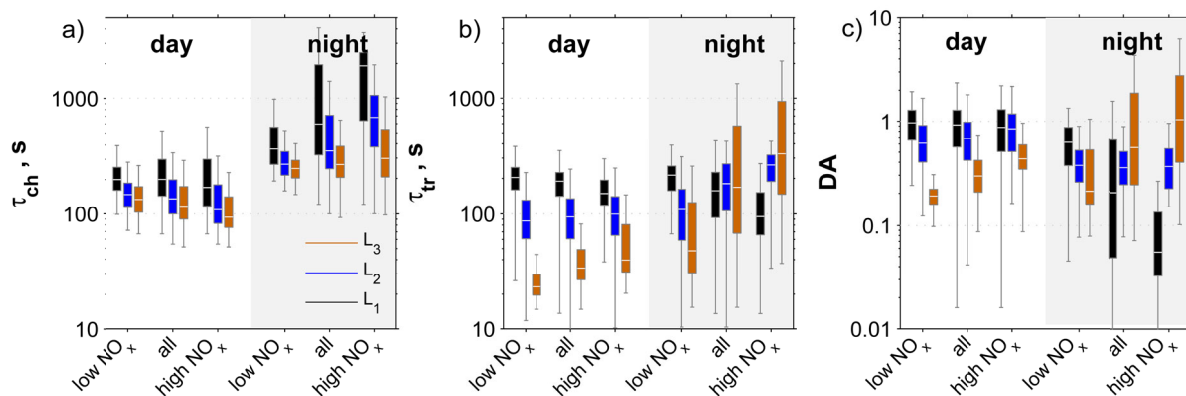 a)
day
night
τch , s
1000
100
10
L3
L2
L1
low NOx
all
high NOx
low NOx
all
high NOx
b)
day
night
τtr , s
1000
100
10
low NOx
all
high NOx
low NOx
all
high NOx
c)
day
night
DA
10
1
0.1
0.01
low NOx
all
high NOx
low NOx
all
high NOx